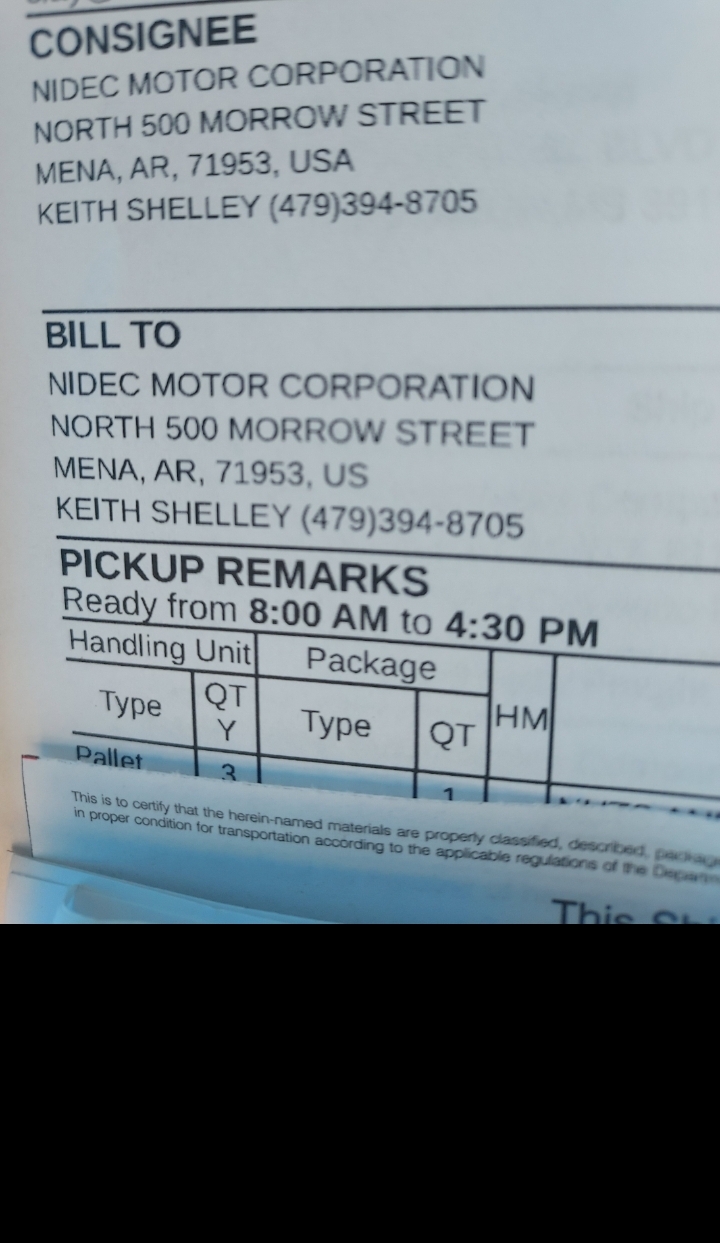 CONSIGNEE
NIDEC MOTOR CORPORATION
NORTH 500 MORROW STREET
MENA, AR, 71953, USA
KEITH SHELLEY (479)394-8705
BILL TO
NIDEC MOTOR CORPORATION
NORTH 500 MORROW STREET
MENA, AR, 71953, US
KEITH SHELLEY (479)394-8705
PICKUP REMARKS
Ready from 8:00 AM to 4:30 PM
Handling Unit Package HM
Type QTY Type QT
Pallet 3 1
This is to certify that the herein-named materials are properly classified, described,
in proper condition for transportation according to the applicable regulations of the
This